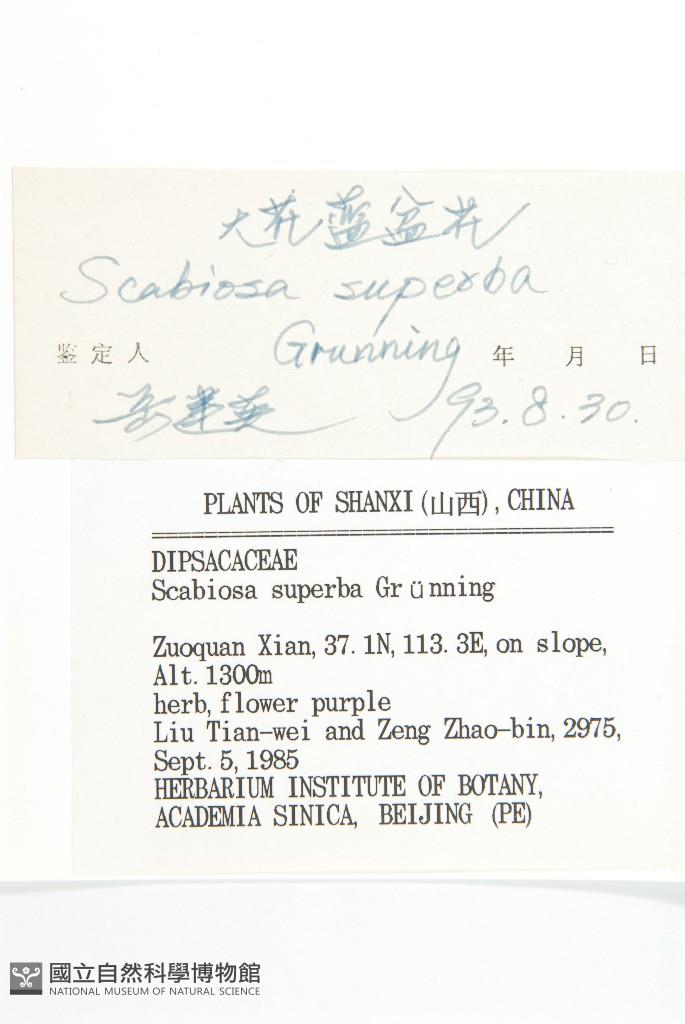 大花蓝盆花
Scabiosa superba
Grunning
鉴定人 年 月 日
93.8.30.
PLANTS OF SHANXI(山西), CHINA
DIPSACACEAE
Scabiosa superba Grünning
Zuoquan Xian, 37.1N, 113.3E, on slope,
Alt.1300m
herb, flower purple
Liu Tian-wei and Zeng Zhao-bin, 2975,
Sept.5, 1985
HERBARIUM INSTITUTE OF BOTANY,
ACADEMIA SINICA, BEIJING (PE)
國立自然科學博物館
NATIONAL MUSEUM OF NATURAL SCIENCE